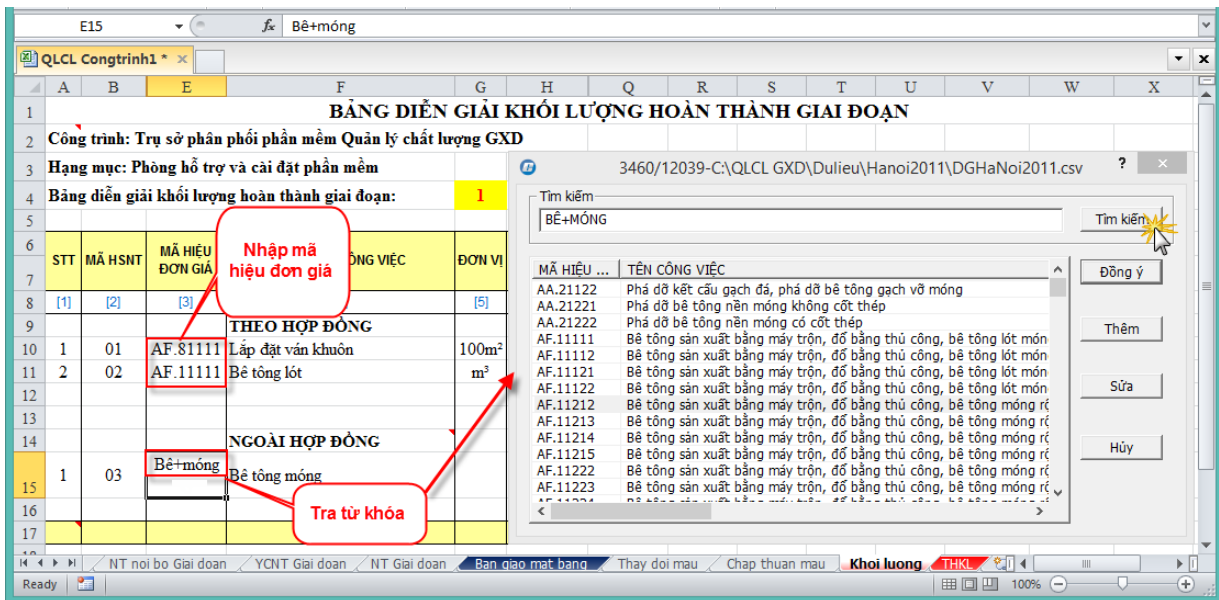 E15 fx Bê+móng
QLCL Congtrinh1 * x
A B E F G H Q R S T U V W X
1 BẢNG DIỄN GIẢI KHỐI LƯỢNG HOÀN THÀNH GIAI ĐOẠN
2 Công trình: Trụ sở phân phối phần mềm Quản lý chất lượng GXD
3 Hạng mục: Phòng hỗ trợ và cài đặt phần mềm
4 Bảng diễn giải khối lượng hoàn thành giai đoạn: 1
5
6
7
STT MÃ HSNT MÃ HIỆU ĐƠN GIÁ ÔNG VIỆC ĐƠN VỊ
Nhập mã
hiệu đơn giá
8 [1] [2] [3] [5]
9 THEO HỢP ĐỒNG
10 1 01 AF.81111 Lắp đặt ván khuôn 100m²
11 2 02 AF.11111 Bê tông lót m³
12
13
14 NGOÀI HỢP ĐỒNG
15 1 03 Bê+móng Bê tông móng
Tra từ khóa
16
17
3460/12039-C:\QLCL GXD\Dulieu\Hanoi2011\DGHaNoi2011.csv ? ×
Tìm kiếm
BÊ+MÓNG Tìm kiếm
MÃ HIỆU ... TÊN CÔNG VIỆC
AA.21122 Phá dỡ kết cấu gạch đá, phá dỡ bê tông gạch vỡ móng
AA.21221 Phá dỡ bê tông nền móng không cốt thép
AA.21222 Phá dỡ bê tông nền móng có cốt thép
AF.11111 Bê tông sản xuất bằng máy trộn, đổ bằng thủ công, bê tông lót món
AF.11112 Bê tông sản xuất bằng máy trộn, đổ bằng thủ công, bê tông lót món
AF.11121 Bê tông sản xuất bằng máy trộn, đổ bằng thủ công, bê tông lót món
AF.11122 Bê tông sản xuất bằng máy trộn, đổ bằng thủ công, bê tông lót món
AF.11212 Bê tông sản xuất bằng máy trộn, đổ bằng thủ công, bê tông móng rộ
AF.11213 Bê tông sản xuất bằng máy trộn, đổ bằng thủ công, bê tông móng rộ
AF.11214 Bê tông sản xuất bằng máy trộn, đổ bằng thủ công, bê tông móng rộ
AF.11215 Bê tông sản xuất bằng máy trộn, đổ bằng thủ công, bê tông móng rộ
AF.11222 Bê tông sản xuất bằng máy trộn, đổ bằng thủ công, bê tông móng rộ
AF.11223 Bê tông sản xuất bằng máy trộn, đổ bằng thủ công, bê tông móng rộ
Đồng ý
Thêm
Sửa
Hủy
NT noi bo Giai doan YCNT Giai doan NT Giai doan Ban giao mat bang Thay doi mau Chap thuan mau Khoi luong THKL
Ready 100%